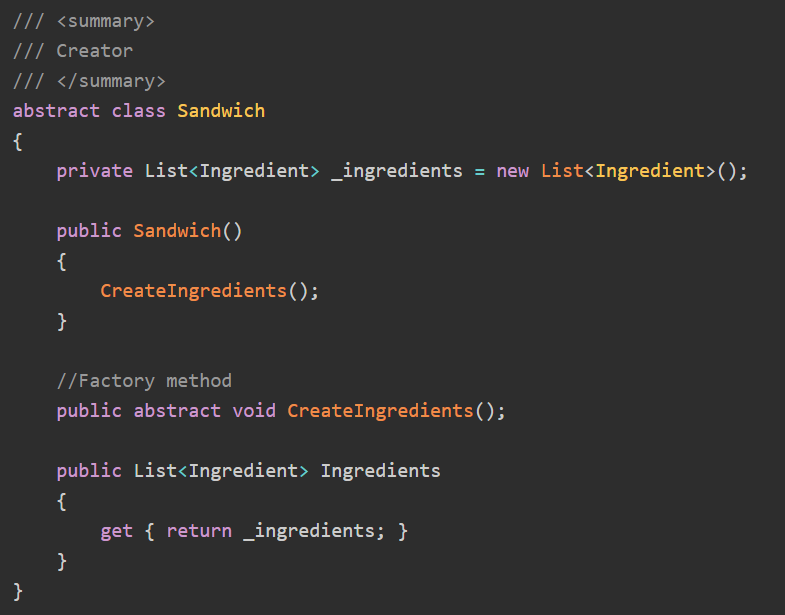 /// <summary>
/// Creator
/// </summary>
abstract class Sandwich
{
    private List<Ingredient> _ingredients = new List<Ingredient>();

    public Sandwich()
    {
        CreateIngredients();
    }

    //Factory method
    public abstract void CreateIngredients();

    public List<Ingredient> Ingredients
    {
        get { return _ingredients; }
    }
}